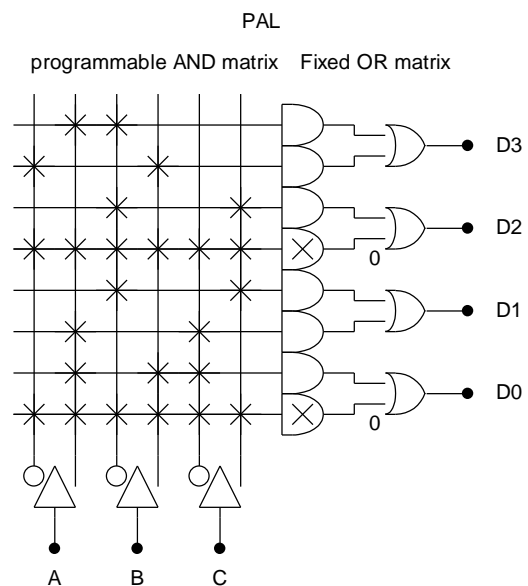 PAL
programmable AND matrix Fixed OR matrix
D3
D2
0
D1
D0
0
A B C